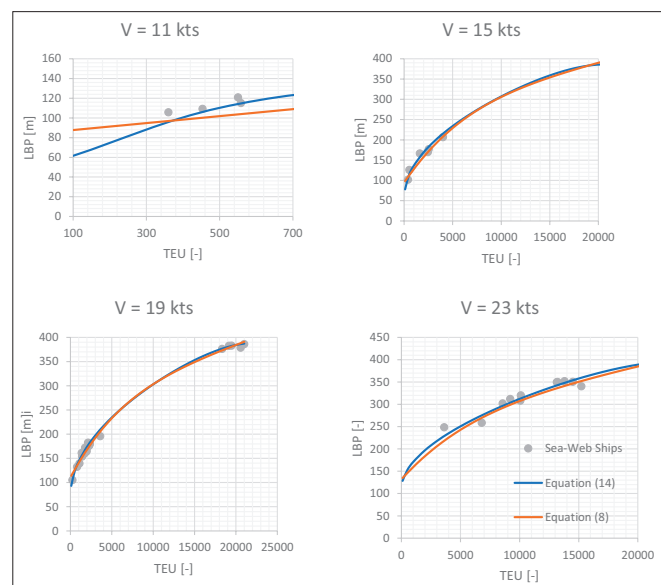 V = 11 kts
160
140
120
100
80
60
40
20
0
LBP [m]
100 300 500 700
TEU [-]
V = 15 kts
400
350
300
250
200
150
100
50
0
LBP [m]
0 5000 10000 15000 20000
TEU [-]
V = 19 kts
400
350
300
250
200
150
100
50
0
LBP [m]i
0 5000 10000 15000 20000 25000
TEU [-]
V = 23 kts
450
400
350
300
250
200
150
100
50
0
LBP [-]
Sea-Web Ships
Equation (14)
Equation (8)
0 5000 10000 15000 20000
TEU [-]